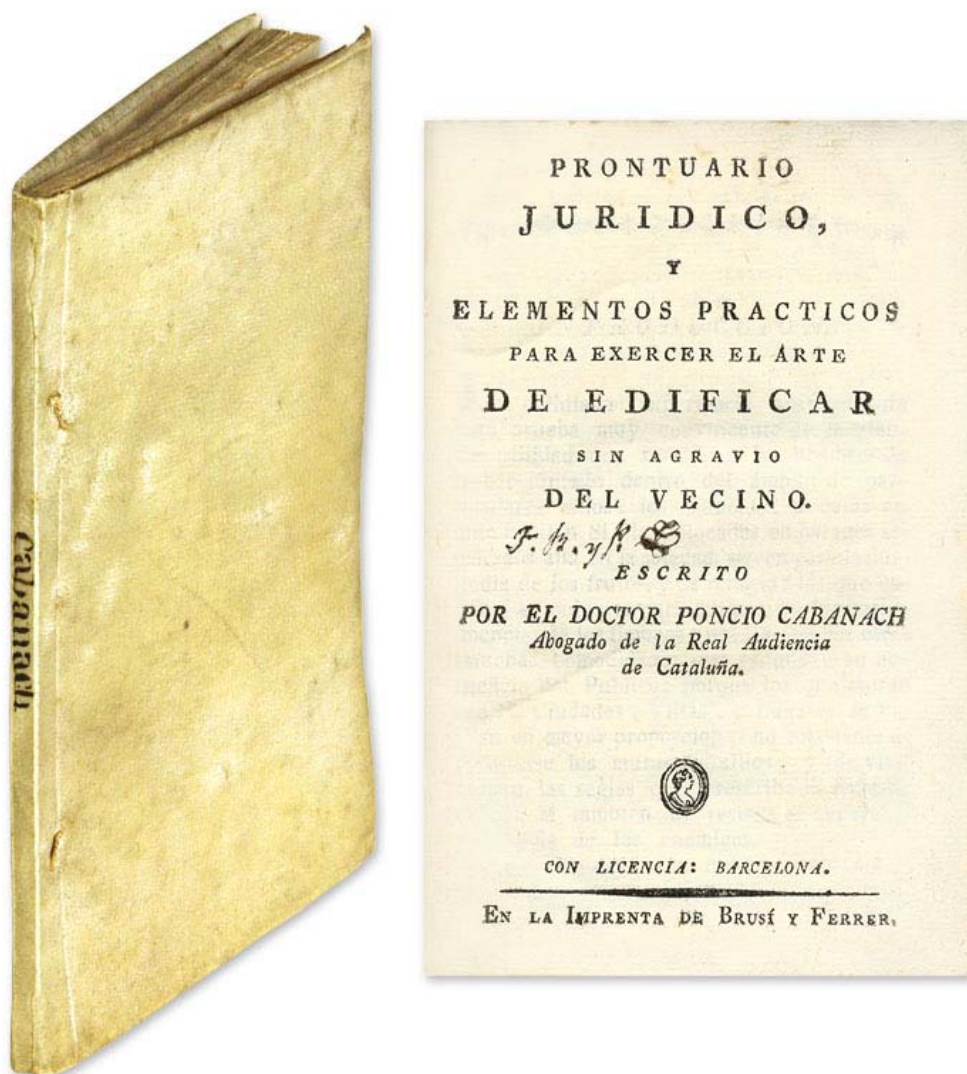 Cabanach
PRONTUARIO
JURIDICO,
Y
ELEMENTOS PRACTICOS
PARA EXERCER EL ARTE
DE EDIFICAR
SIN AGRAVIO
DEL VECINO.
ESCRITO
POR EL DOCTOR PONCIO CABANACH
Abogado de la Real Audiencia
de Cataluña.
CON LICENCIA: BARCELONA.
EN LA IMPRENTA DE BRUSÍ Y FERRER.